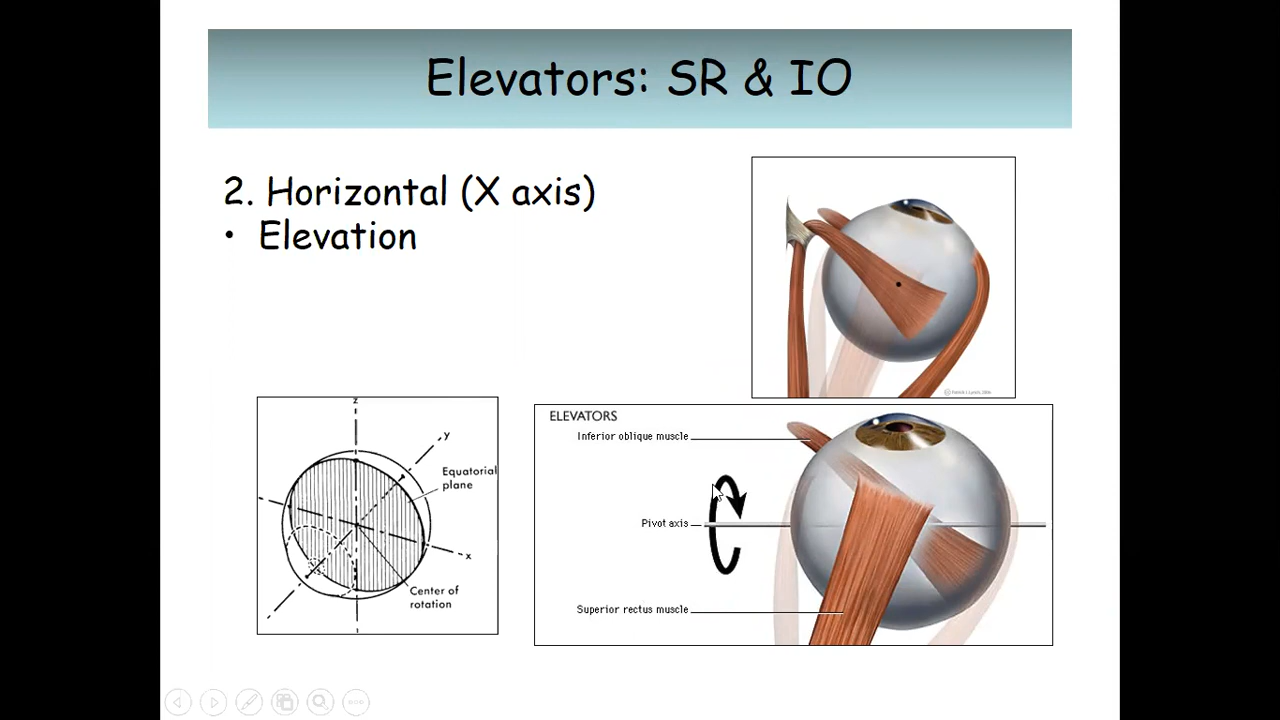 Elevators: SR & IO
2. Horizontal (X axis)
• Elevation
z
y
Equatorial
plane
x
Center of
rotation
ELEVATORS
Inferior oblique muscle
Pivot axis
Superior rectus muscle